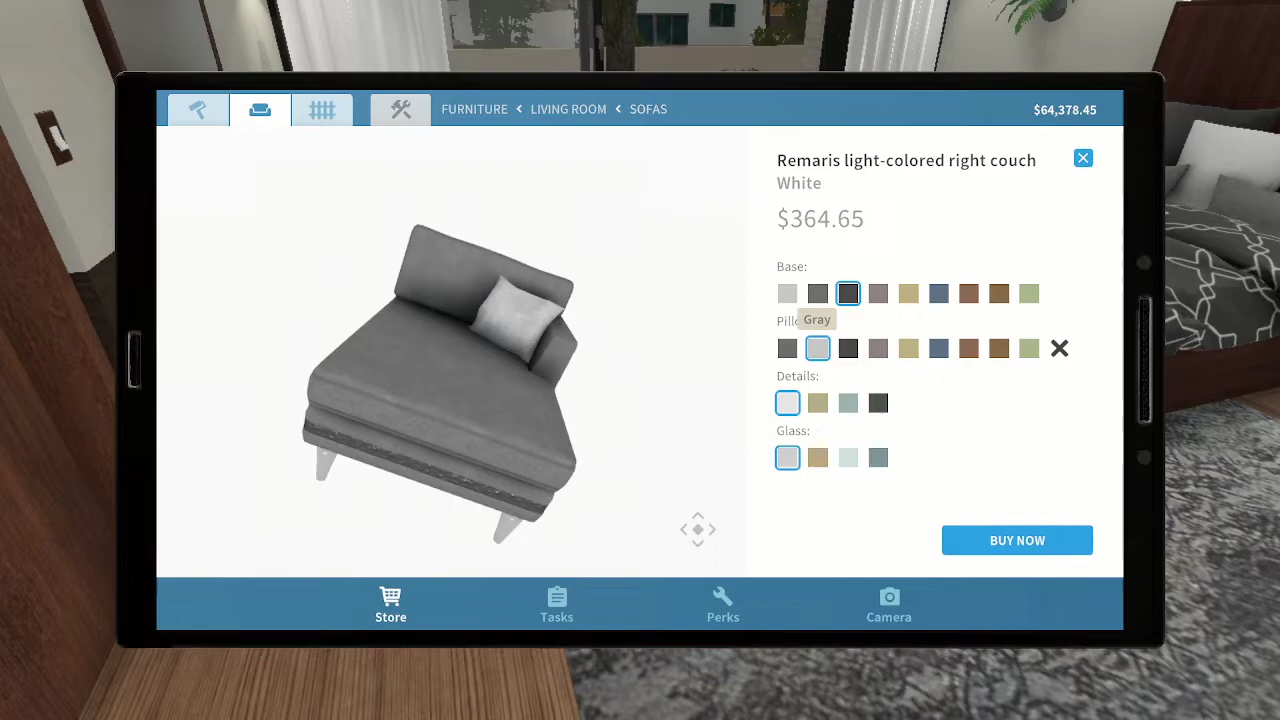 FURNITURE < LIVING ROOM < SOFAS
$64,378.45
Remaris light-colored right couch
White
$364.65
Base:
Gray
Details:
Glass:
BUY NOW
Store
Tasks
Perks
Camera